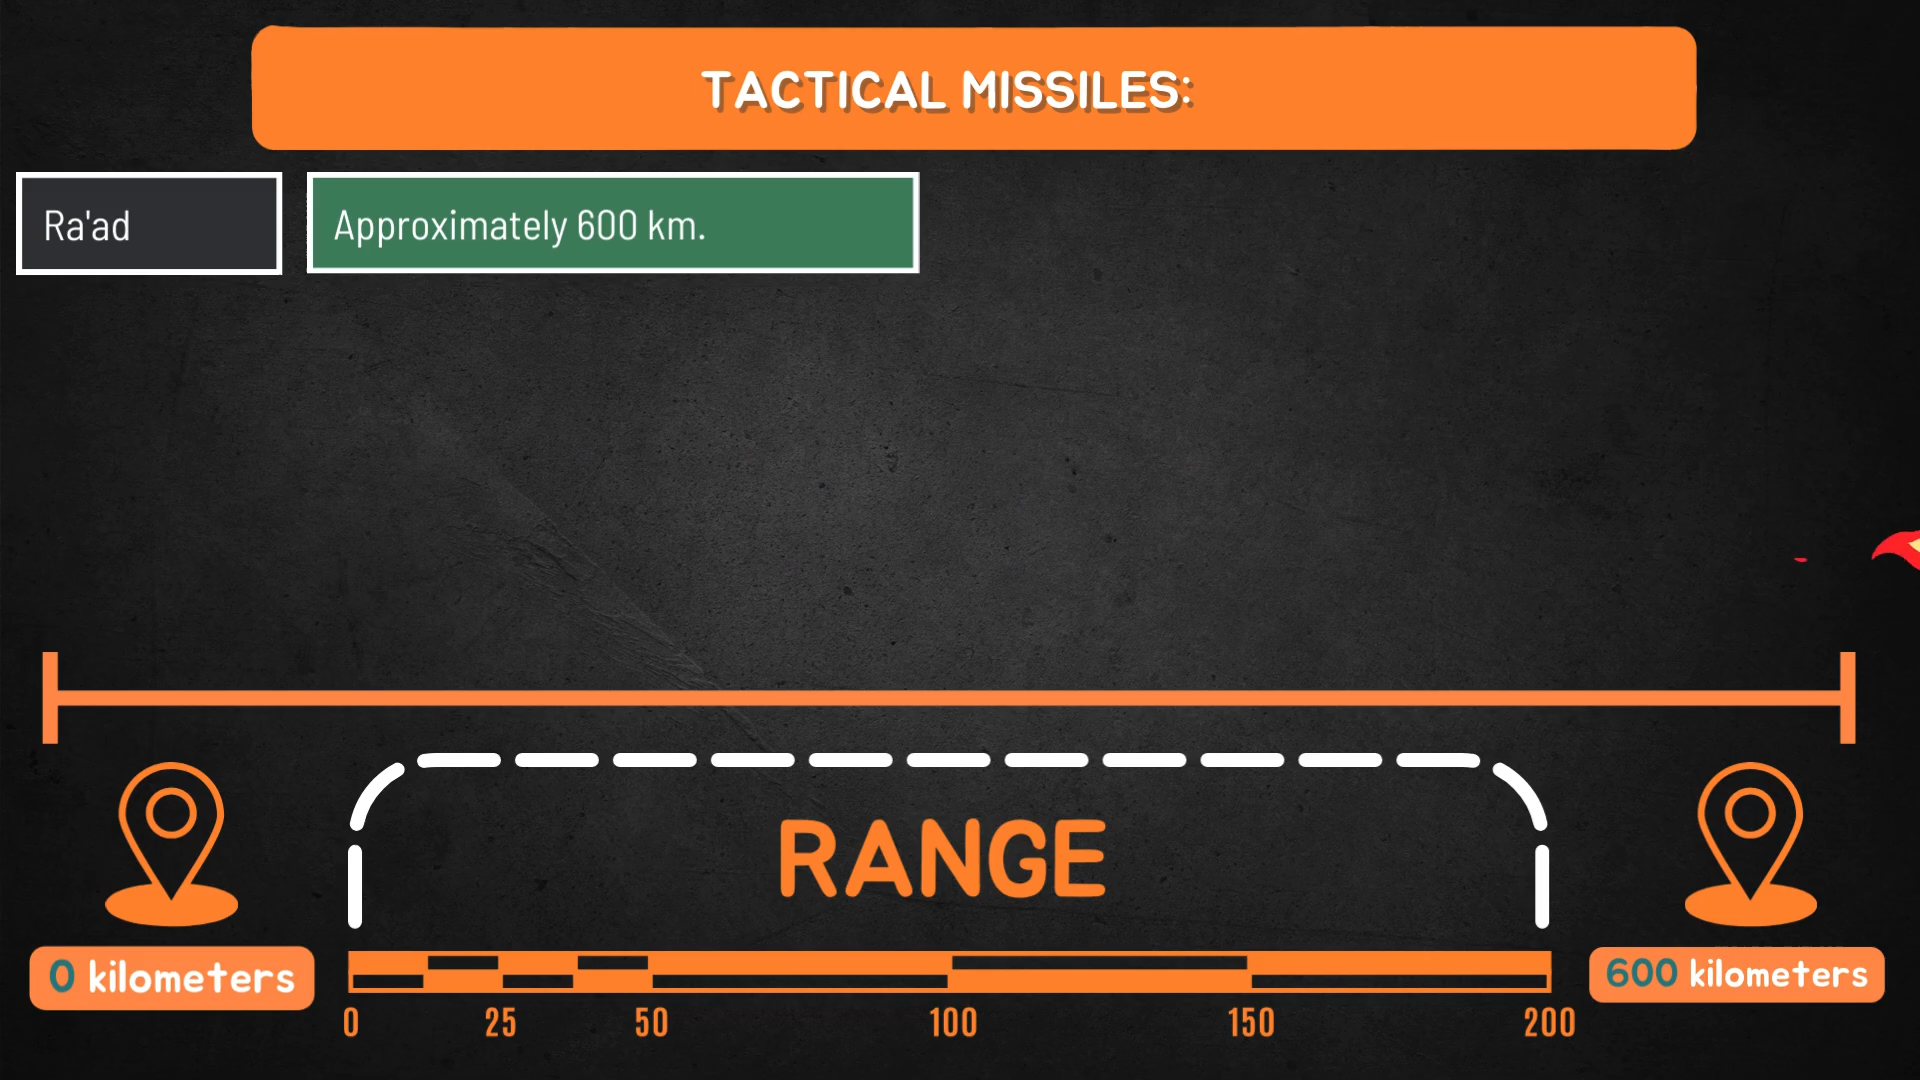 TACTICAL MISSILES:
Ra'ad
Approximately 600 km.
RANGE
0 kilometers
600 kilometers
0 25 50 100 150 200